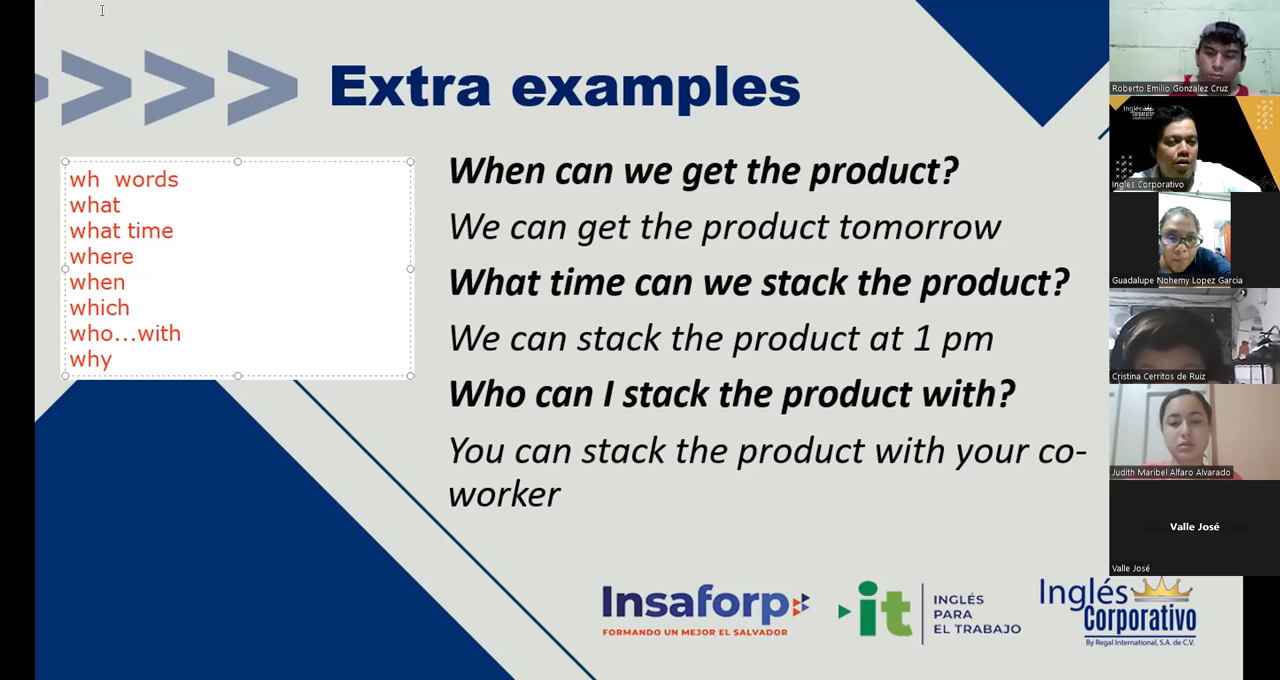 Extra examples
wh words
what
what time
where
when
which
who...with
why
When can we get the product?
We can get the product tomorrow
What time can we stack the product?
We can stack the product at 1 pm
Who can I stack the product with?
You can stack the product with your co-
worker
Insaforp
FORMANDO UN MEJOR EL SALVADOR
it
INGLÉS
PARA
EL TRABAJO
Inglés
Corporativo
By Regal International, S.A. de C.V.
Roberto Emilio Gonzalez Cruz
Inglés
Corporativo
Ingles Corporativo
Guadalupe Nohemy Lopez Garcia
Cristina Cerritos de Ruiz
Judith Maribel Alfaro Alvarado
Valle José
Valle José